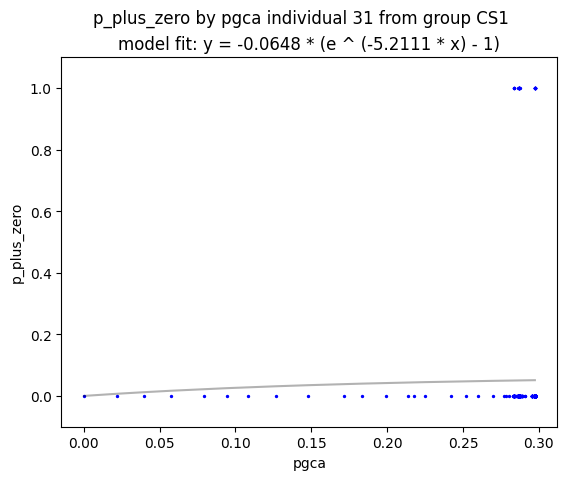 p_plus_zero by pgca individual 31 from group CS1
model fit: y = -0.0648 * (e ^ (-5.2111 * x) - 1)
1.0
0.8
0.6
0.4
0.2
0.0
p_plus_zero
0.00 0.05 0.10 0.15 0.20 0.25 0.30
pgca